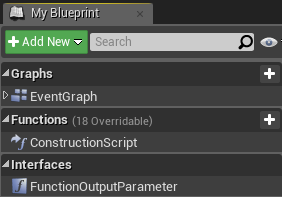 My Blueprint
Add New
Search
Graphs
EventGraph
Functions (18 Overridable)
ConstructionScript
Interfaces
FunctionOutputParameter